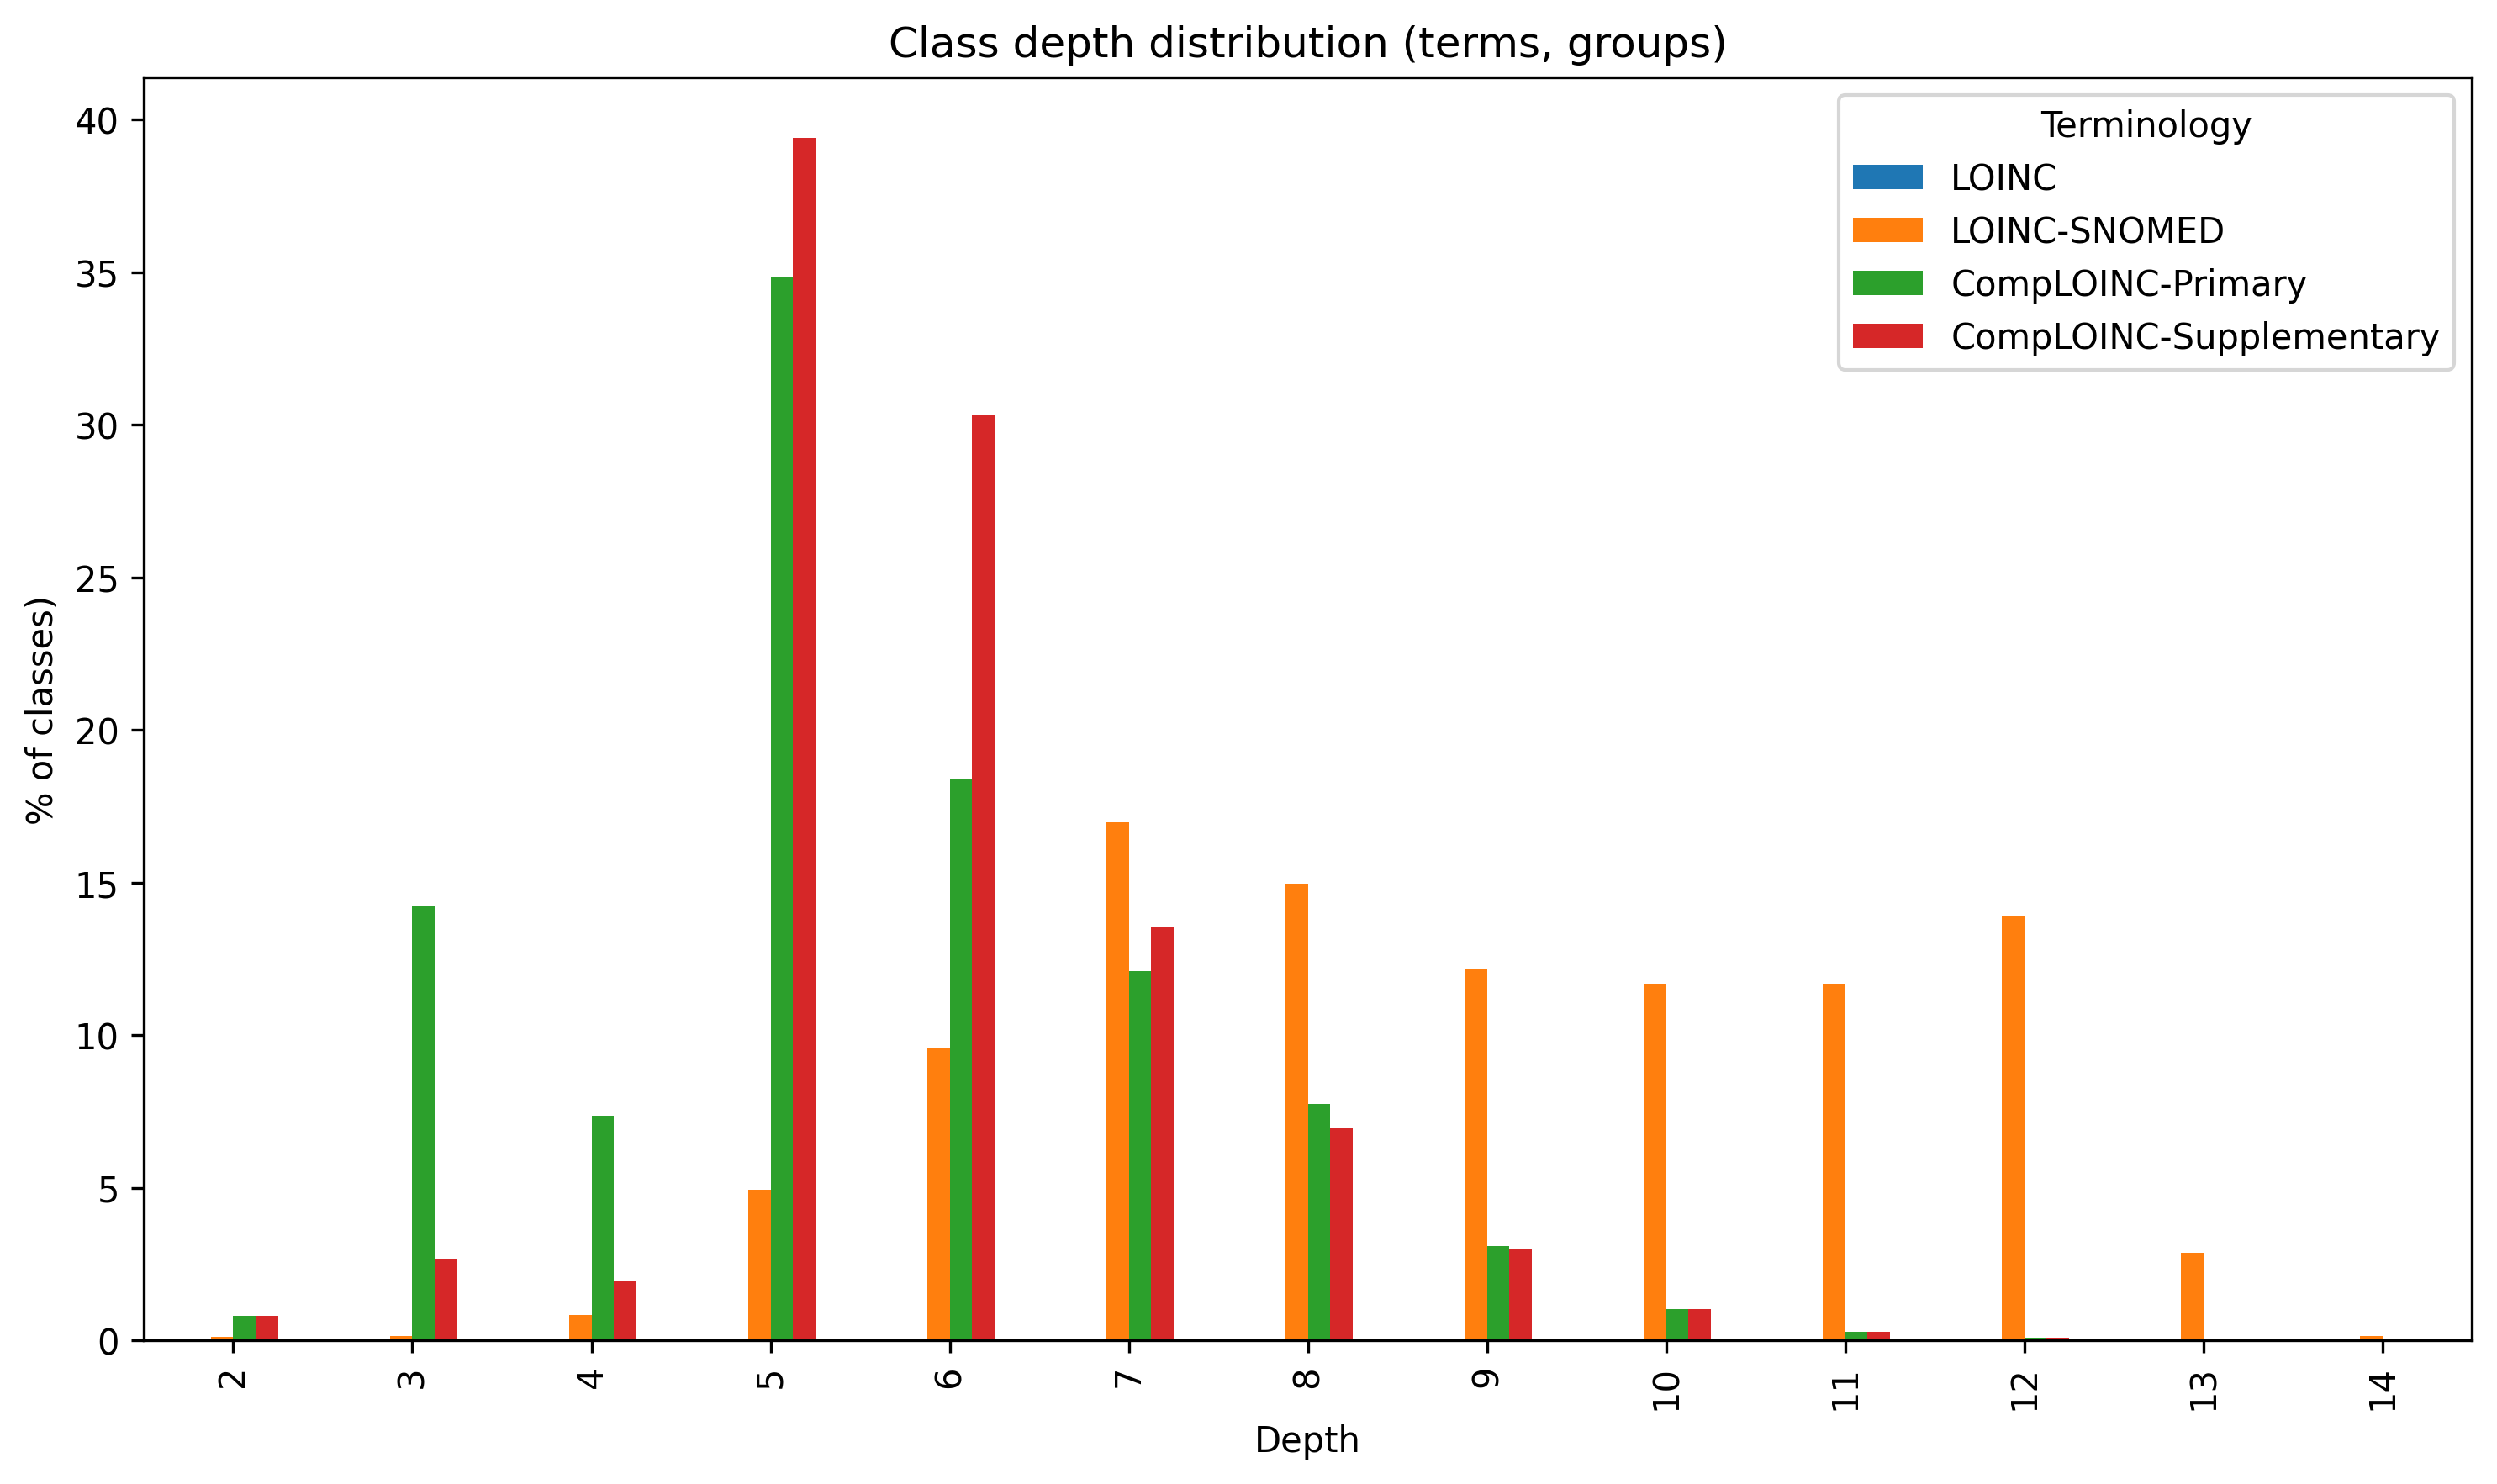 Class depth distribution (terms, groups)
Terminology
LOINC
LOINC-SNOMED
CompLOINC-Primary
CompLOINC-Supplementary
% of classes)
40
35
30
25
20
15
10
5
0
2 3 4 5 6 7 8 9 10 11 12 13 14
Depth